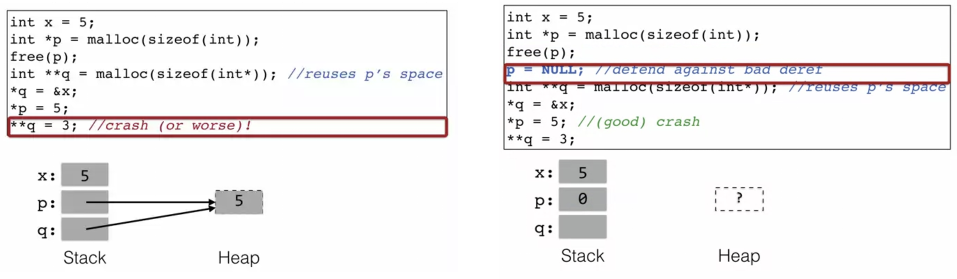 int x = 5;
int *p = malloc(sizeof(int));
free(p);
int **q = malloc(sizeof(int*)); //reuses p's space
*q = &x;
*p = 5;
**q = 3; //crash (or worse)!
x: 5
p: 5
q:
Stack Heap
int x = 5;
int *p = malloc(sizeof(int));
free(p);
p = NULL; //defend against bad deref
int **q = malloc(sizeof(int*)); //reuses p's space
*q = &x;
*p = 5; //(good) crash
**q = 3;
x: 5
p: 0 ?
q:
Stack Heap